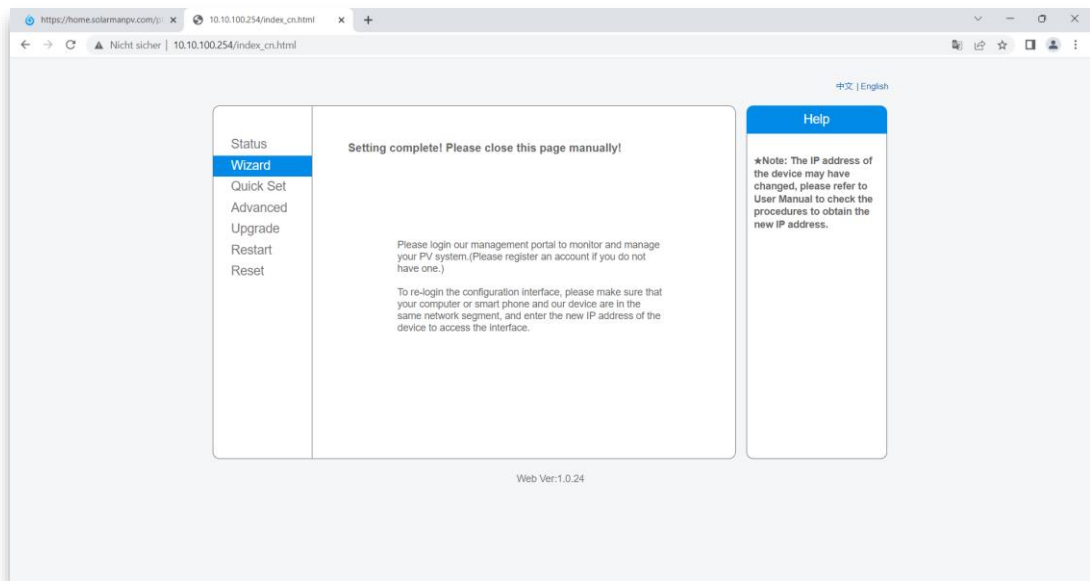 https://home.solarmanpv.com/pl
10.10.100.254/index_cn.html
Nicht sicher | 10.10.100.254/index_cn.html
中文 | English
Status
Wizard
Quick Set
Advanced
Upgrade
Restart
Reset
Setting complete! Please close this page manually!
Please login our management portal to monitor and manage
your PV system.(Please register an account if you do not
have one.)
To re-login the configuration interface, please make sure that
your computer or smart phone and our device are in the
same network segment, and enter the new IP address of the
device to access the interface.
Help
★Note: The IP address of
the device may have
changed, please refer to
User Manual to check the
procedures to obtain the
new IP address.
Web Ver:1.0.24